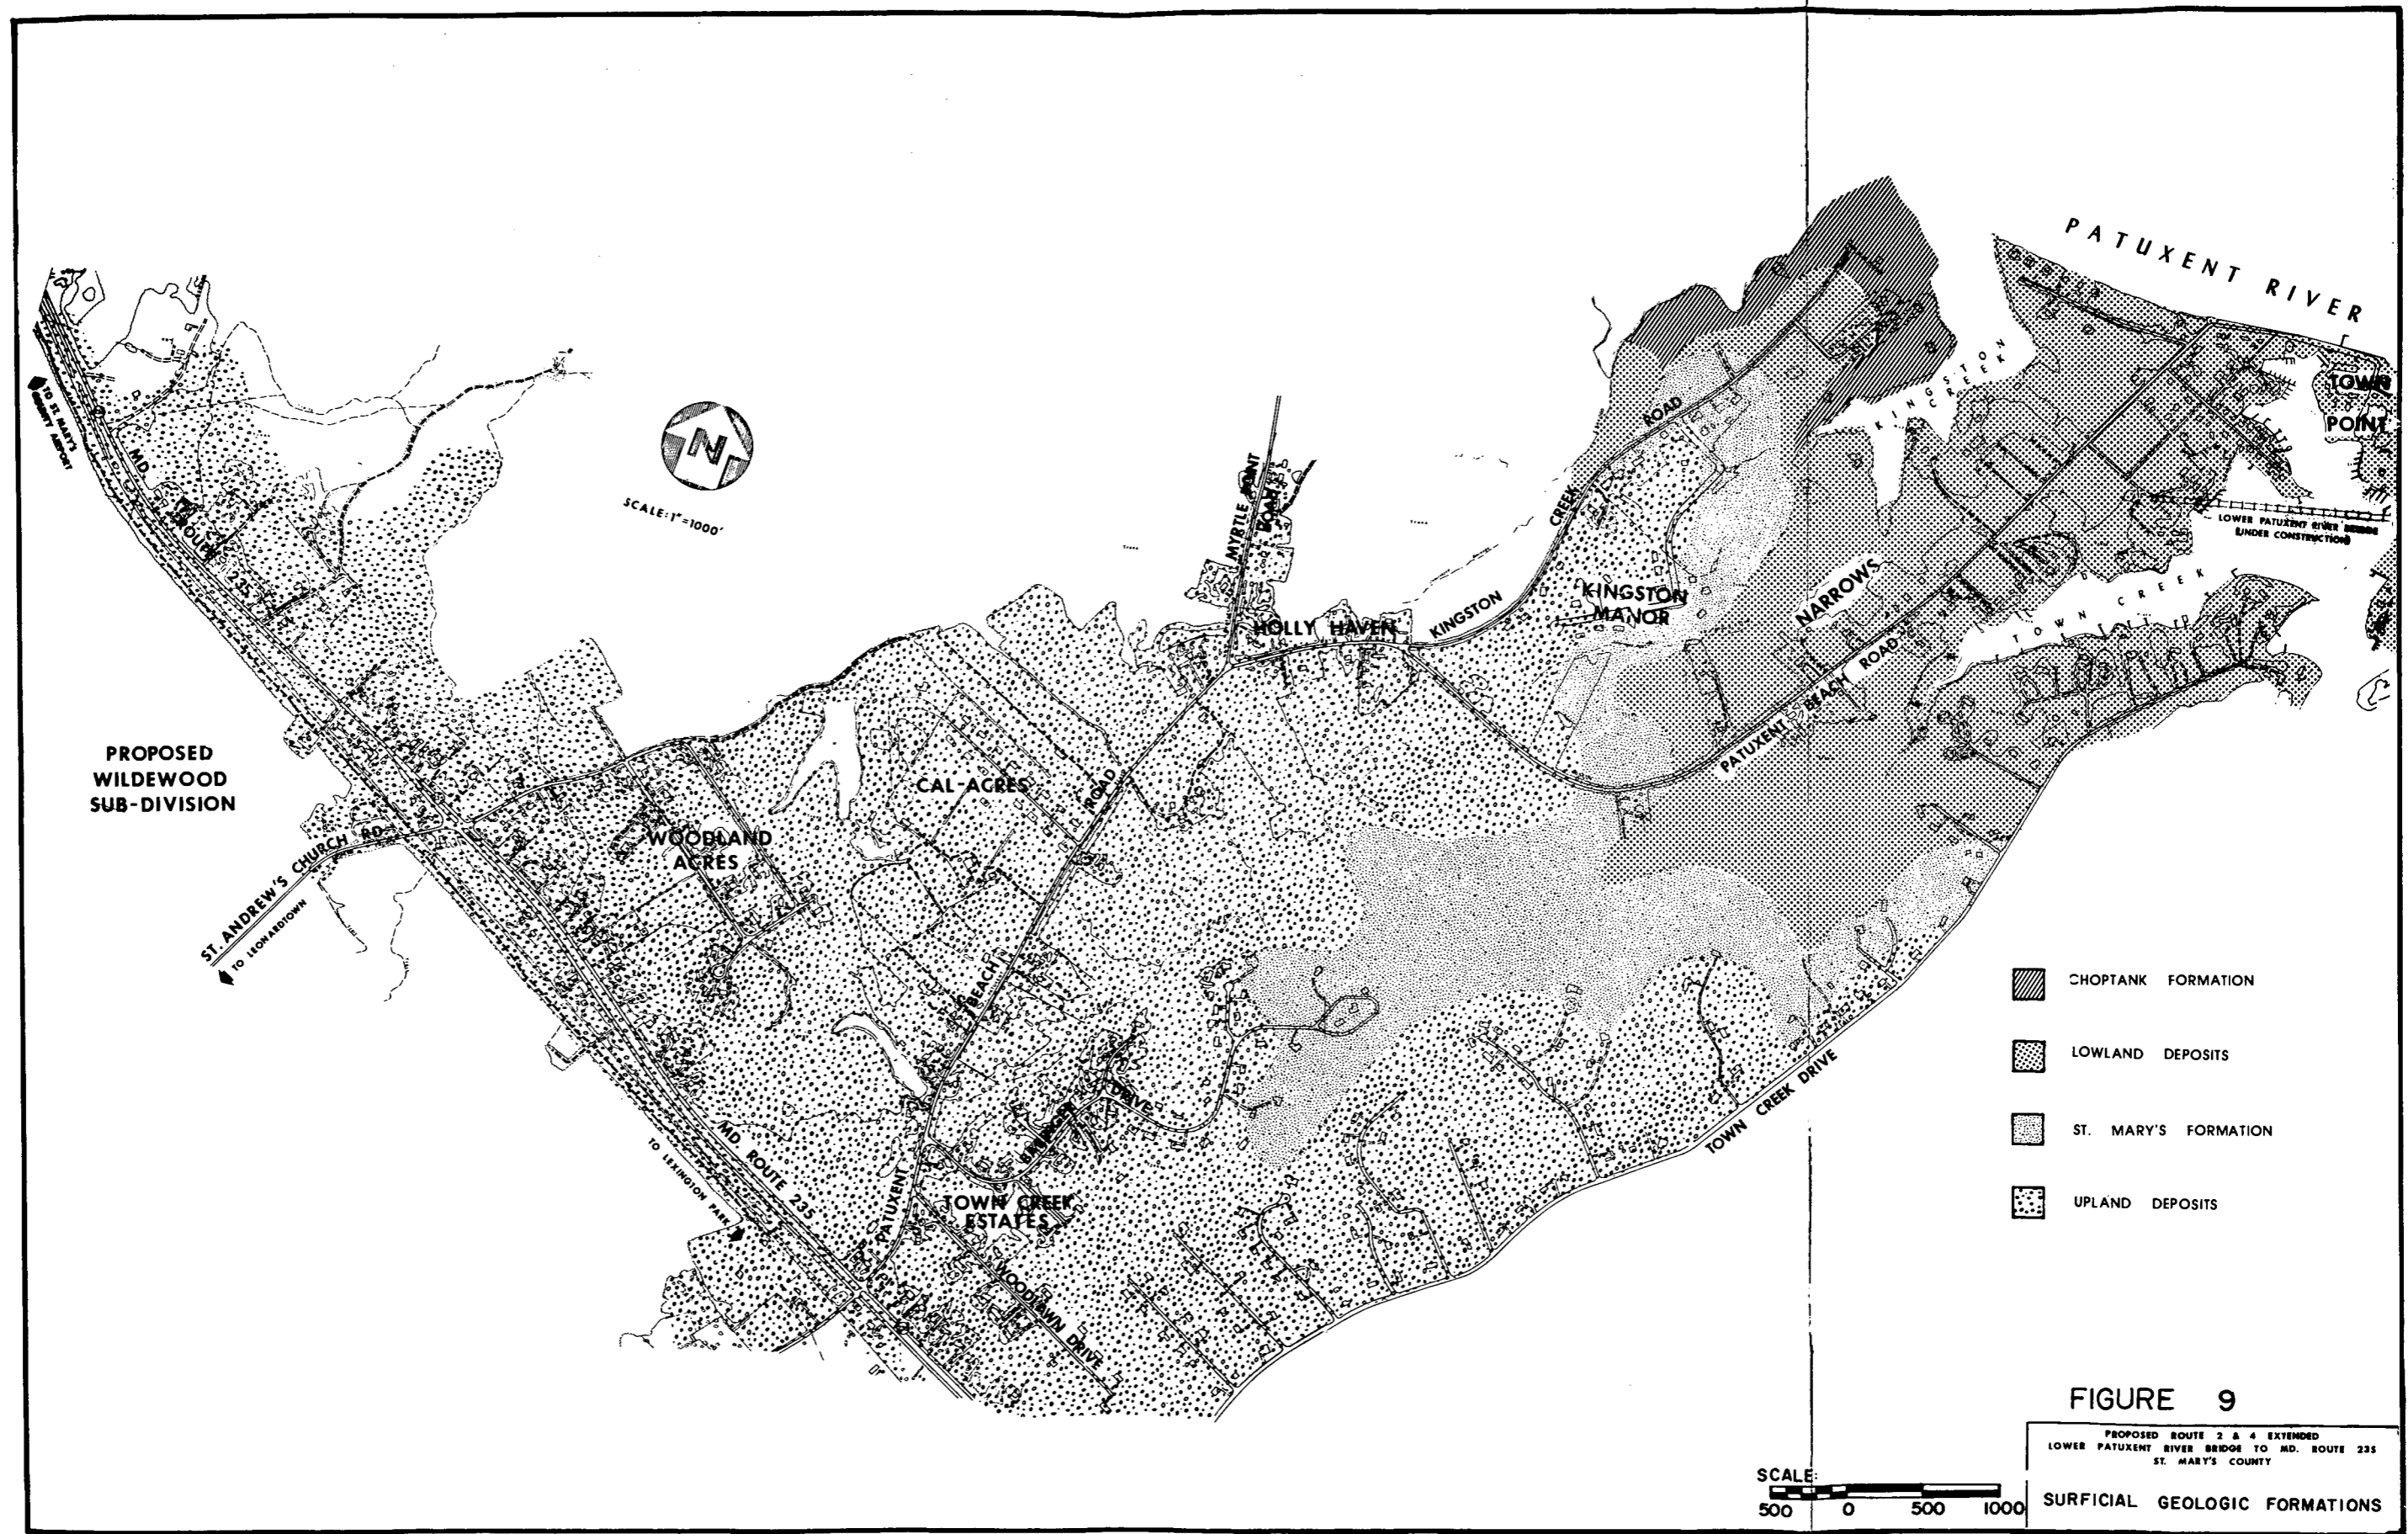 PATUXENT RIVER
TO ST. MARY'S
COUNTY AIRPORT
MD.
ROUTE
235
N
SCALE: 1"=1000'
MYRTLE POINT
ROAD
HOLLY HAVEN
KINGSTON
CREEK
ROAD
KINGSTON
MANOR
KINGSTON
CREEK
TOWN
POINT
LOWER PATUXENT RIVER BRIDGE
(UNDER CONSTRUCTION)
TOWN CREEK
NARROWS
PATUXENT BEACH ROAD
PROPOSED
WILDEWOOD
SUB-DIVISION
ST. ANDREW'S CHURCH RD.
TO LEONARDTOWN
WOODLAND
ACRES
CAL-ACRES
ROAD
BEACH
PATUXENT
DRIVE
TOWN CREEK
ESTATES
WOODLAWN DRIVE
MD. ROUTE 235
TO LEXINGTON PARK
TOWN CREEK DRIVE
CHOPTANK FORMATION
LOWLAND DEPOSITS
ST. MARY'S FORMATION
UPLAND DEPOSITS
FIGURE 9
PROPOSED ROUTE 2 & 4 EXTENDED
LOWER PATUXENT RIVER BRIDGE TO MD. ROUTE 235
ST. MARY'S COUNTY
SURFICIAL GEOLOGIC FORMATIONS
SCALE:
500 0 500 1000